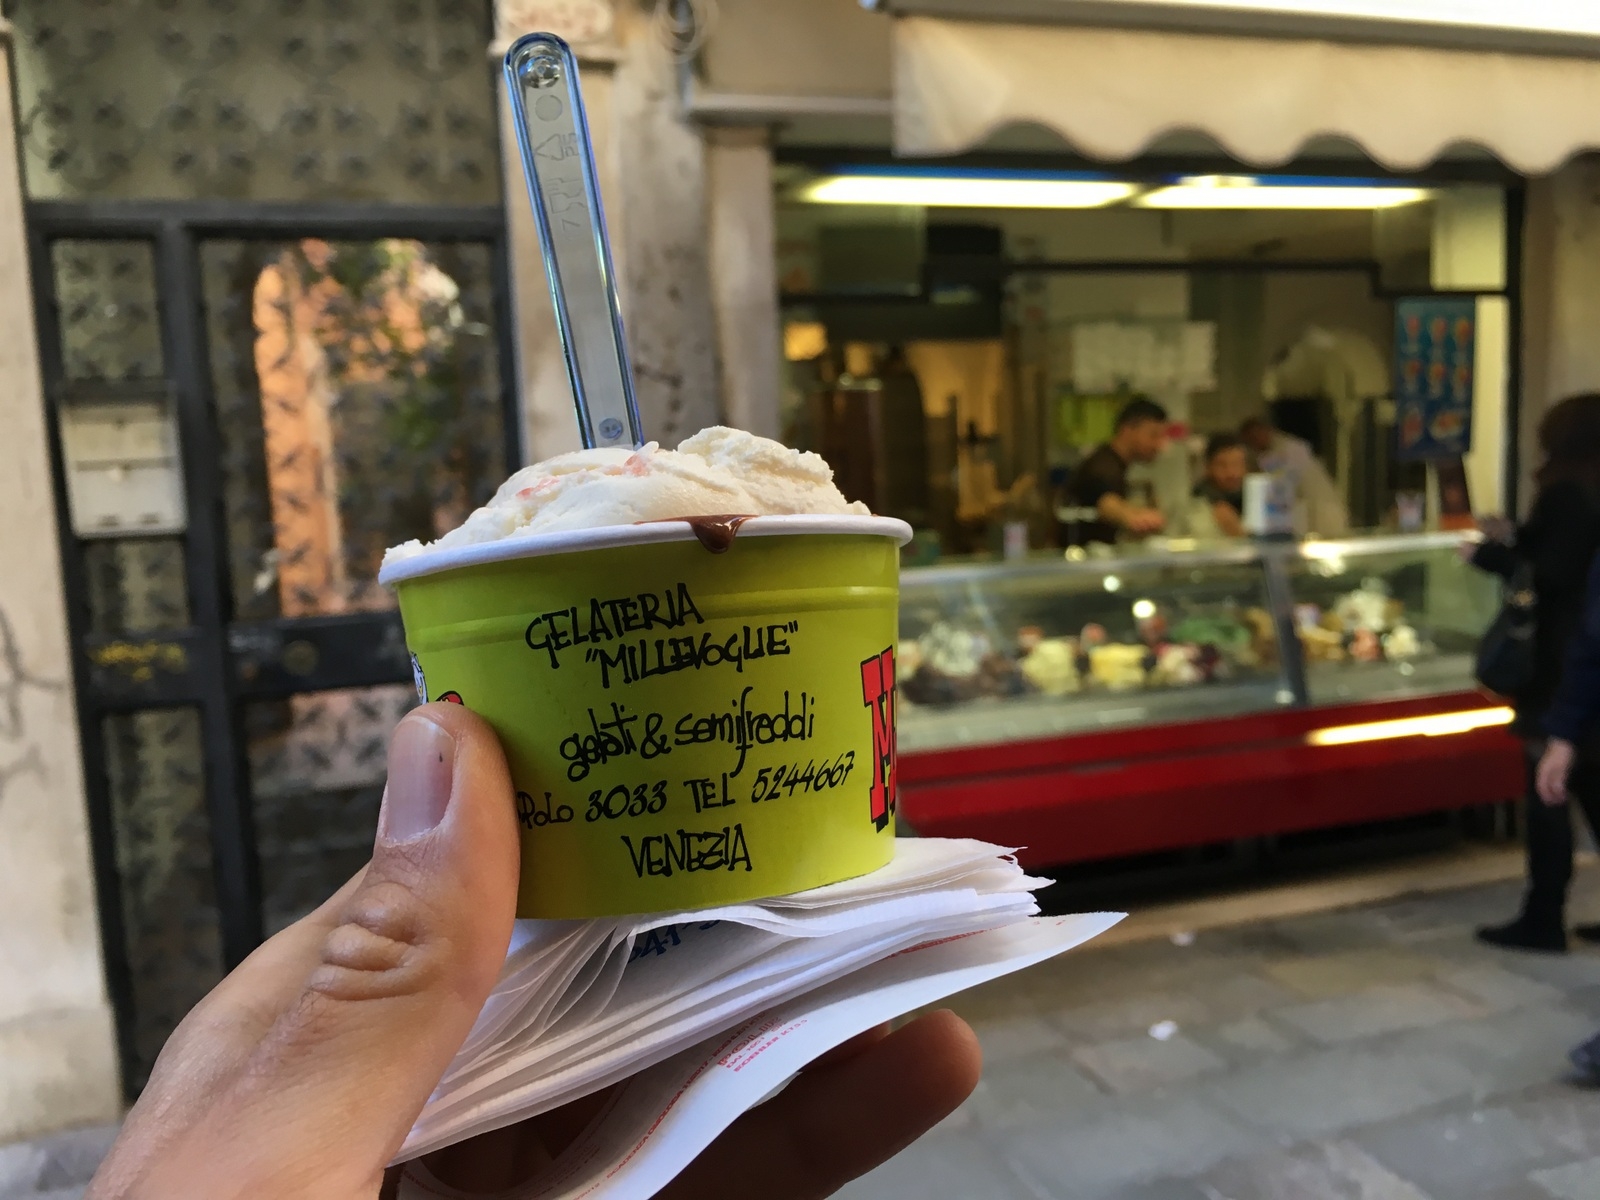 GELATERIA
"MILLEVOGLIE"
gelati & semifreddi
Polo 3033 TEL 5244667
VENEZIA